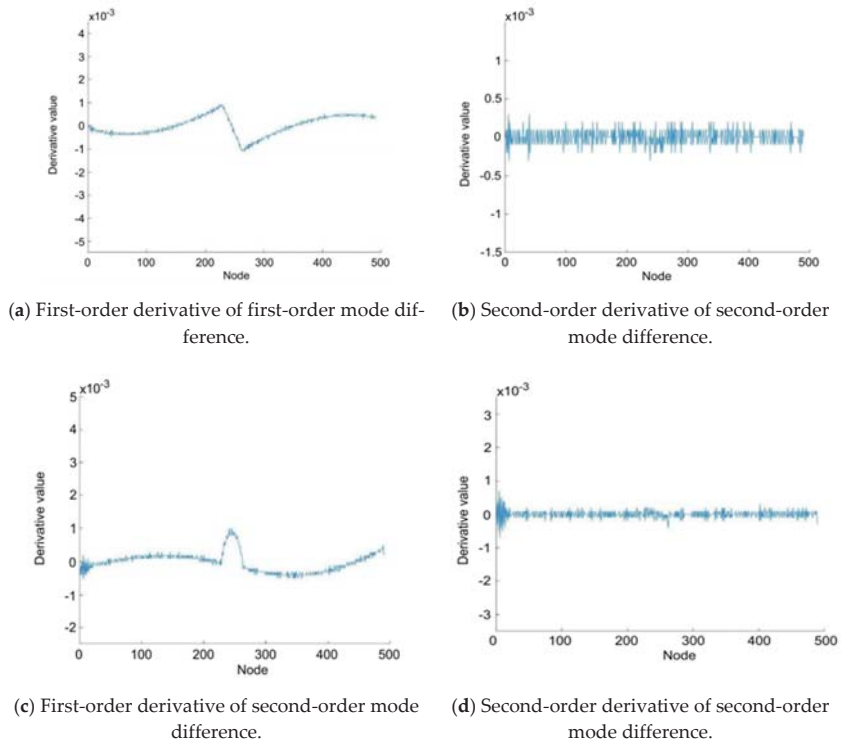 x10-3
4
3
2
1
0
-1
-2
-3
-4
-5
0 100 200 300 400 500
Derivative value
Node
x10-3
1
0.5
0
-0.5
-1
-1.5
0 100 200 300 400 500
Derivative value
Node
(a) First-order derivative of first-order mode dif-
ference.
(b) Second-order derivative of second-order
mode difference.
x10-3
5
4
3
2
1
0
-1
-2
0 100 200 300 400 500
Derivative value
Node
x10-3
3
2
1
0
-1
-2
-3
0 100 200 300 400 500
Derivative value
Node
(c) First-order derivative of second-order mode
difference.
(d) Second-order derivative of second-order
mode difference.